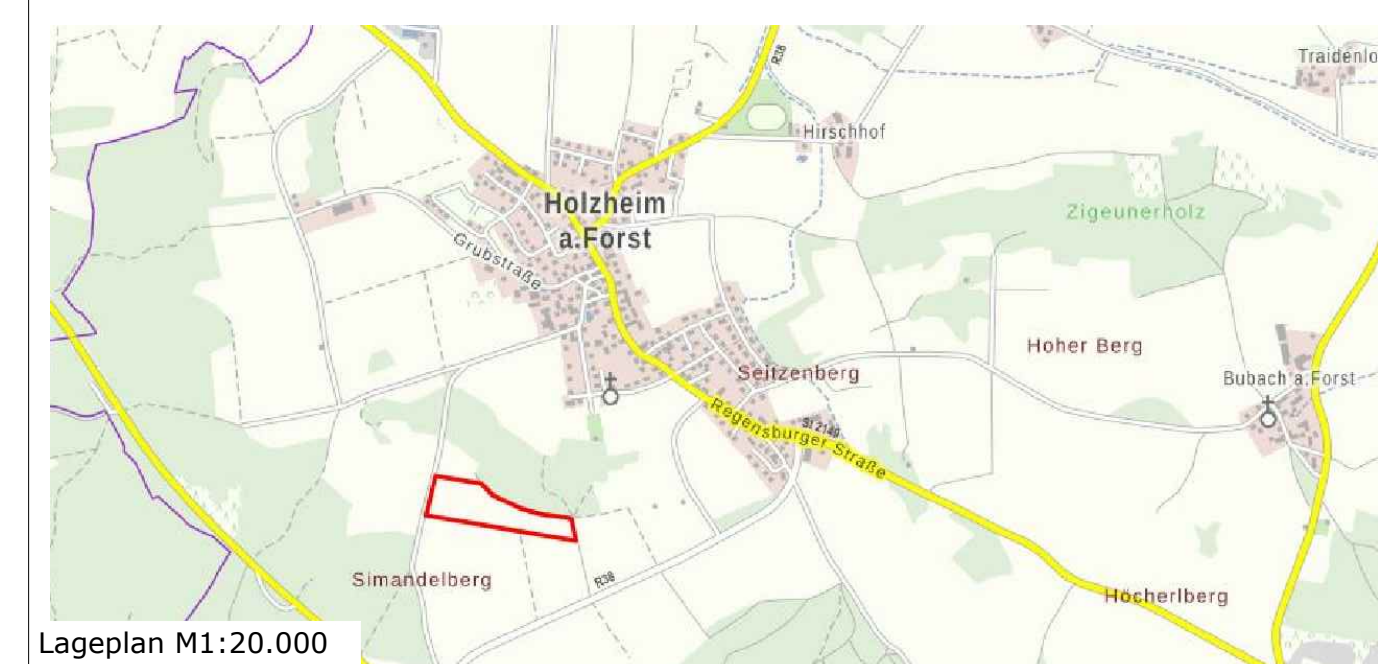 R38
Traidenlo
Hirschhof
Holzheim
a.Forst
Zigeunerholz
Grubstraße
Hoher Berg
Seitzenberg
Bubach a.Forst
Regensburger Straße
St 2149
Simandelberg
R38
Höcherlberg
Lageplan M1:20.000